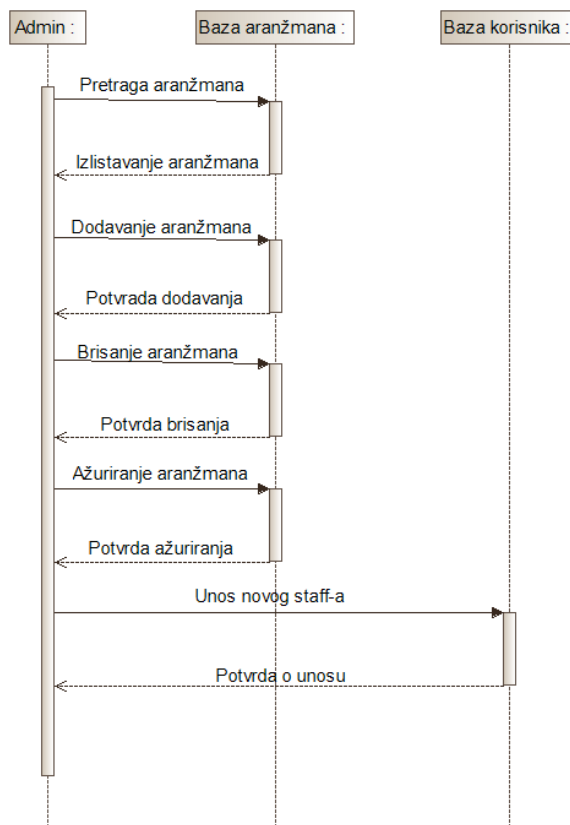 Admin :
Baza aranžmana :
Baza korisnika :
Pretraga aranžmana
Izlistavanje aranžmana
Dodavanje aranžmana
Potvrada dodavanja
Brisanje aranžmana
Potvrda brisanja
Ažuriranje aranžmana
Potvrda ažuriranja
Unos novog staff-a
Potvrda o unosu